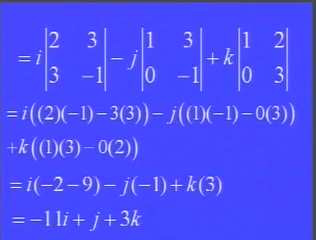 = i |2 3; 3 −1| − j |1 3; 0 −1| + k |1 2; 0 3|
= i((2)(−1) − 3(3)) − j((1)(−1) − 0(3))
+k((1)(3) − 0(2))
= i(−2 − 9) − j(−1) + k(3)
= −11i + j + 3k